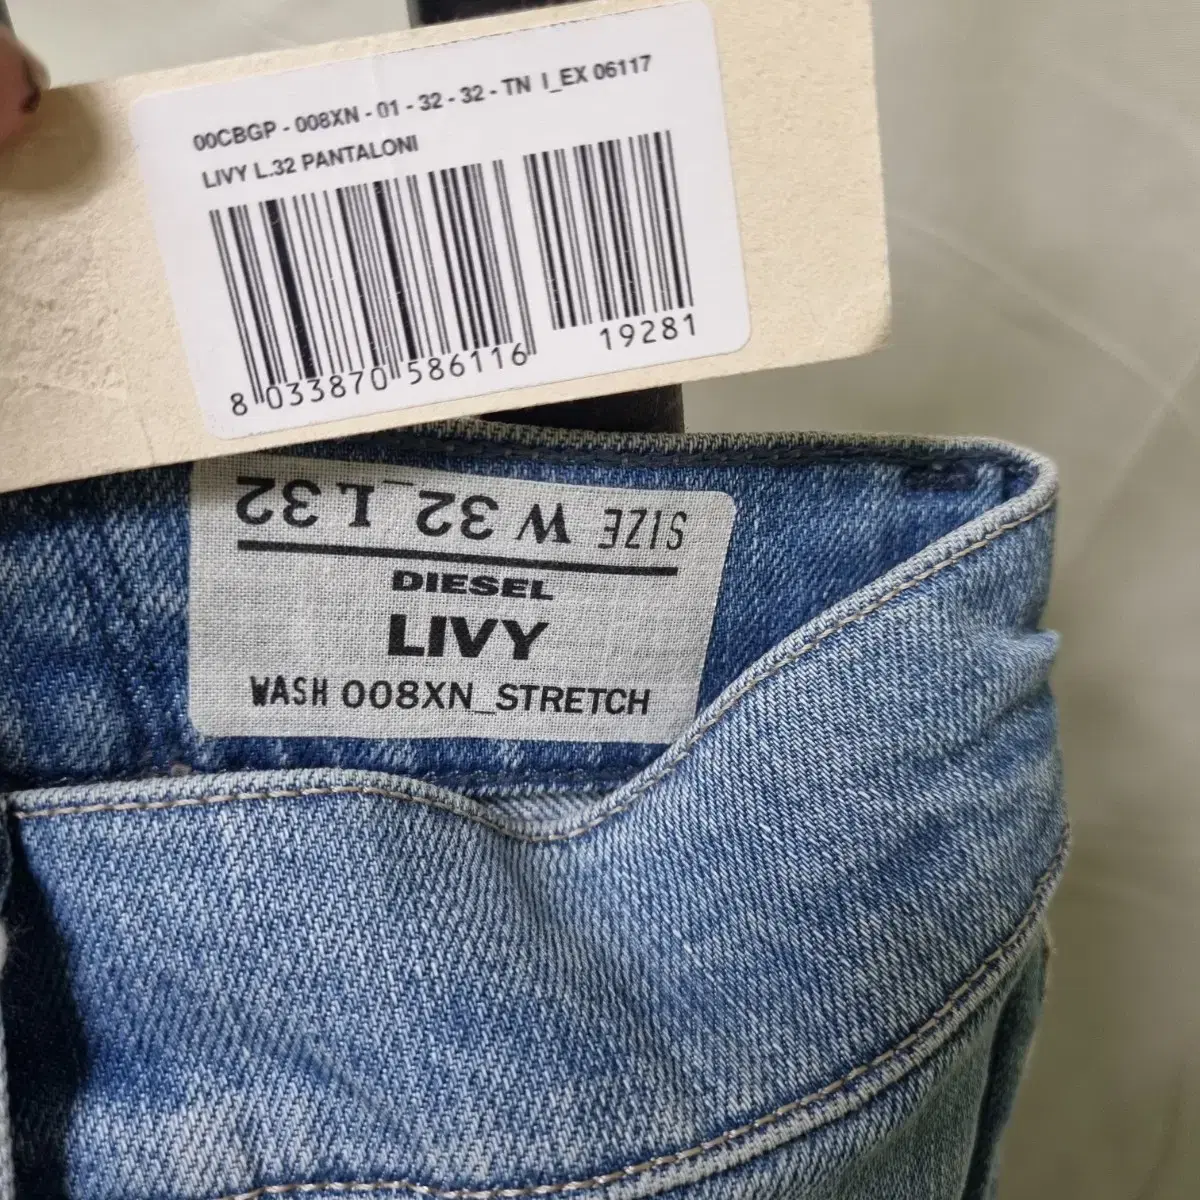 00CBGP - 008XN - 01 - 32 - 32 - TN I_EX 06117
LIVY L.32 PANTALONI
8 033870 586116
19281
SIZE W 32_L 32
DIESEL
LIVY
WASH 008XN_STRETCH